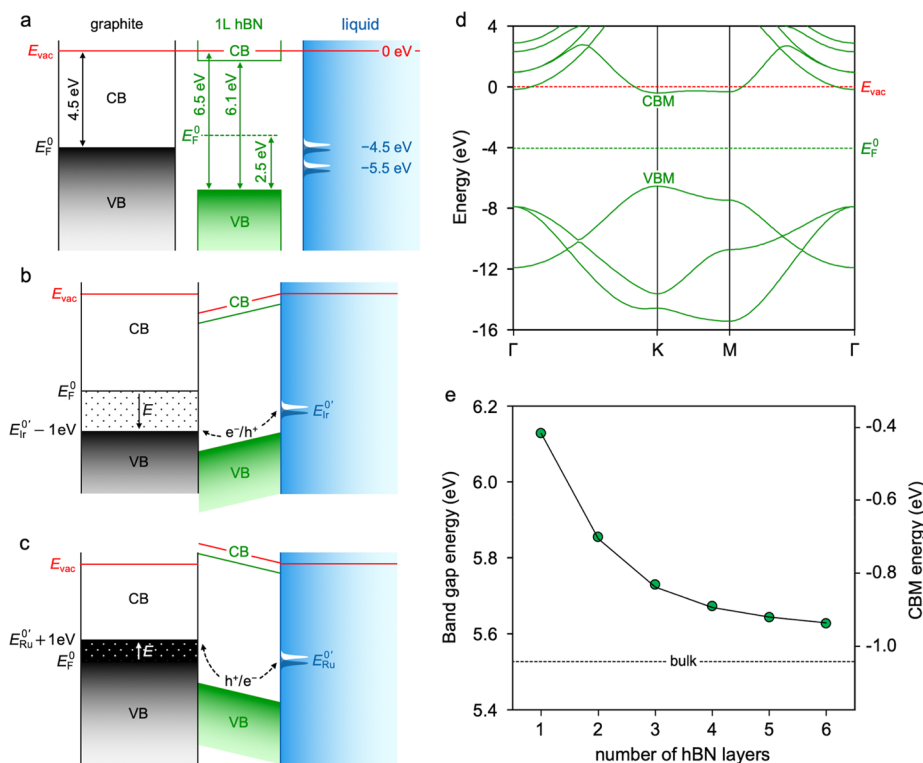 a
graphite
1L hBN
liquid
E_vac
CB
0 eV
4.5 eV
CB
6.5 eV
6.1 eV
E_F^0
E_F^0
2.5 eV
−4.5 eV
−5.5 eV
VB
VB
b
E_vac
CB
CB
E_F^0
E
E_Ir^0′ − 1eV
e⁻/h⁺
E_Ir^0′
VB
VB
c
CB
E_vac
CB
E_Ru^0′ + 1eV
E
E_F^0
h⁺/e⁻
E_Ru^0′
VB
VB
d
4
0
-4
-8
-12
-16
Energy (eV)
CBM
VBM
E_vac
E_F^0
Γ
K
M
Γ
e
6.2
6.0
5.8
5.6
5.4
Band gap energy (eV)
-0.4
-0.6
-0.8
-1.0
CBM energy (eV)
bulk
1 2 3 4 5 6
number of hBN layers